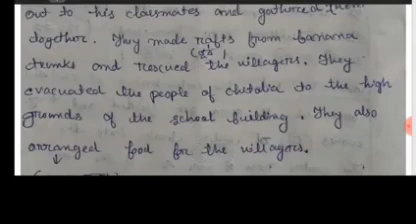 out to his classmates and gathered them
together. They made rafts from banana
trunks and rescued the villagers. They
evacuated the people of chitalia to the high
grounds of the school building. They also
arranged food for the villagers.